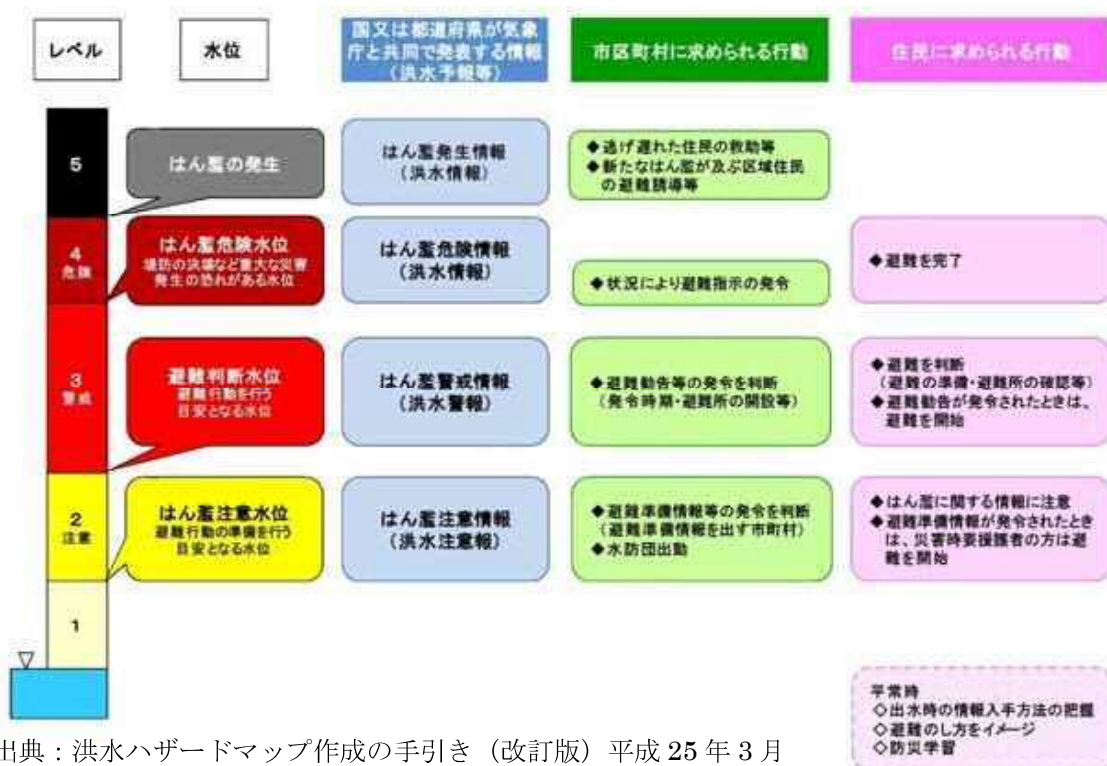 レベル
水位
国又は都道府県が気象
庁と共同で発表する情報
（洪水予報等）
市区町村に求められる行動
住民に求められる行動
5
はん濫の発生
はん濫発生情報
（洪水情報）
◆逃げ遅れた住民の救助等
◆新たなはん濫が及ぶ区域住民
の避難誘導等
4
危険
はん濫危険水位
堤防の決壊など重大な災害
発生の恐れがある水位
はん濫危険情報
（洪水情報）
◆状況により避難指示の発令
◆避難を完了
3
警戒
避難判断水位
避難行動を行う
目安となる水位
はん濫警戒情報
（洪水警報）
◆避難勧告等の発令を判断
（発令時期・避難所の開設等）
◆避難を判断
（避難の準備・避難所の確認等）
◆避難勧告が発令されたときは、
避難を開始
2
注意
はん濫注意水位
避難行動の準備を行う
目安となる水位
はん濫注意情報
（洪水注意報）
◆避難準備情報等の発令を判断
（避難準備情報を出す市町村）
◆水防団出動
◆はん濫に関する情報に注意
◆避難準備情報が発令されたとき
は、災害時要援護者の方は避
難を開始
1
平常時
◇出水時の情報入手方法の把握
◇避難のし方をイメージ
◇防災学習
出典：洪水ハザードマップ作成の手引き（改訂版）平成 25 年 3 月